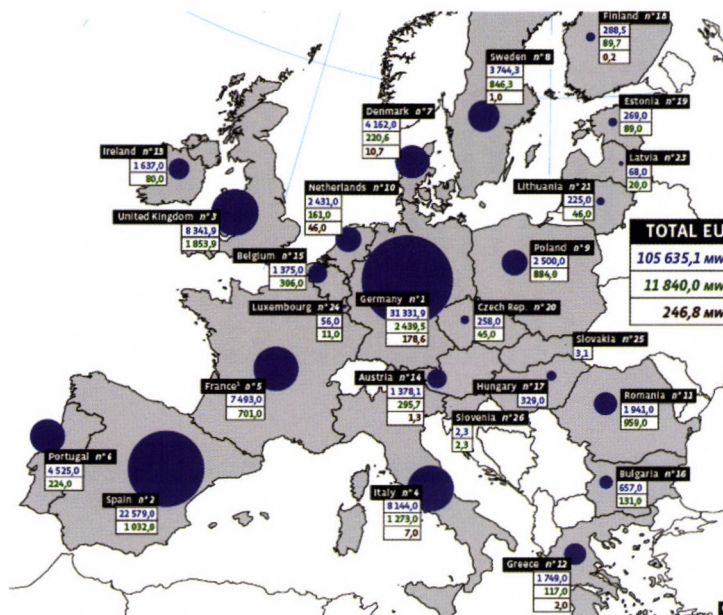 Finland n°18
288,5
89,7
0,2
Sweden n°8
3 744,3
846,3
1,0
Denmark n°7
4 162,0
220,6
10,7
Estonia n°19
269,0
89,0
Ireland n°13
1 637,0
80,0
Latvia n°23
68,0
20,0
Netherlands n°10
2 431,0
161,0
46,0
Lithuania n°21
225,0
46,0
United Kingdom n°3
8 341,9
1 853,9
TOTAL EU
105 635,1 MW
11 840,0 MW
246,8 MW
Belgium n°15
1 375,0
306,0
Poland n°9
2 500,0
884,0
Luxembourg n°24
56,0
11,0
Germany n°1
31 331,9
2 439,5
178,6
Czech Rep. n°20
258,0
45,0
Slovakia n°25
3,1
France¹ n°5
7 493,0
701,0
Austria n°14
1 378,1
295,7
1,3
Hungary n°17
329,0
Romania n°11
1 941,0
959,0
Slovenia n°26
2,3
2,3
Portugal n°6
4 525,0
224,0
Spain n°2
22 579,0
1 032,8
Italy n°4
8 144,0
1 273,0
7,0
Bulgaria n°16
657,0
131,0
Greece n°12
1 749,0
117,0
2,0